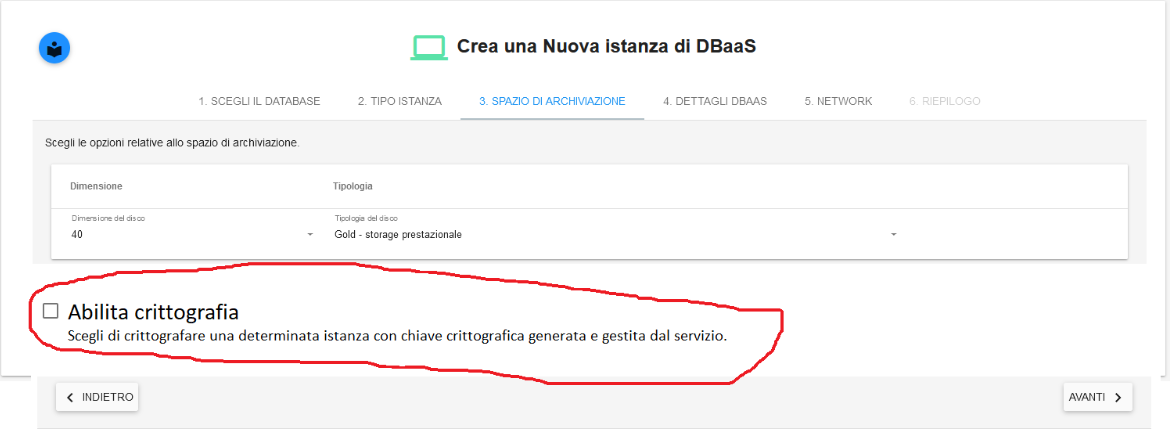 Crea una Nuova istanza di DBaaS
1. SCEGLI IL DATABASE 2. TIPO ISTANZA 3. SPAZIO DI ARCHIVIAZIONE 4. DETTAGLI DBAAS 5. NETWORK 6. RIEPILOGO
Scegli le opzioni relative allo spazio di archiviazione.
Dimensione Tipologia
Dimensione del disco Tipologia del disco
40 Gold - storage prestazionale
Abilita crittografia
Scegli di crittografare una determinata istanza con chiave crittografica generata e gestita dal servizio.
INDIETRO AVANTI